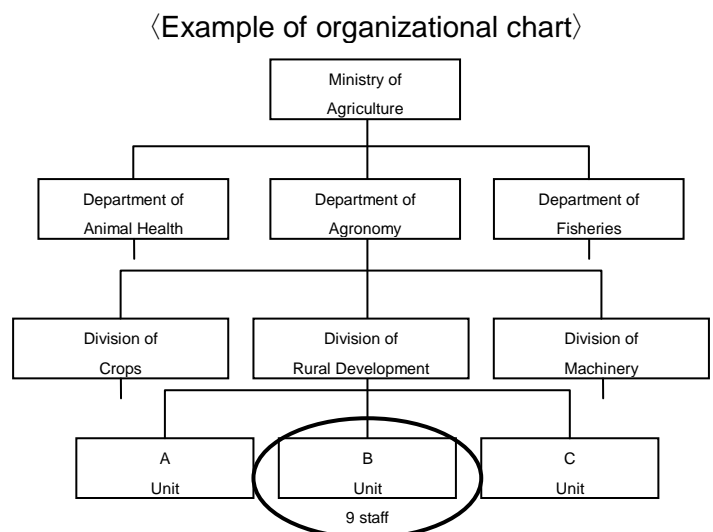 〈Example of organizational chart〉
Ministry of
Agriculture
Department of
Animal Health
Department of
Agronomy
Department of
Fisheries
Division of
Crops
Division of
Rural Development
Division of
Machinery
A
Unit
B
Unit
C
Unit
9 staff